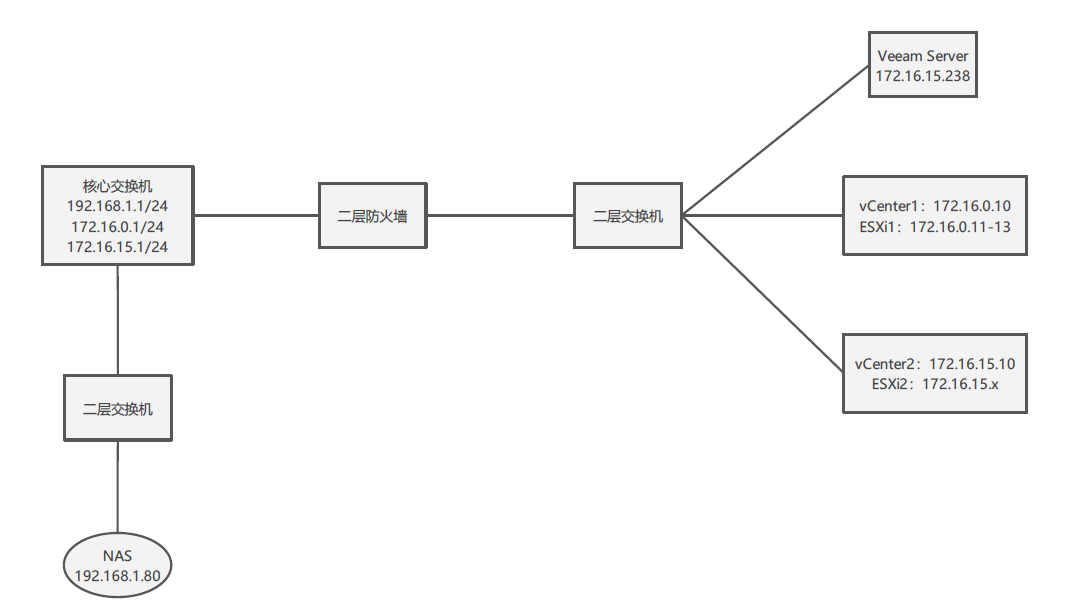 Veeam Server
172.16.15.238
核心交换机
192.168.1.1/24
172.16.0.1/24
172.16.15.1/24
二层防火墙
二层交换机
vCenter1：172.16.0.10
ESXi1：172.16.0.11-13
vCenter2：172.16.15.10
ESXi2：172.16.15.x
二层交换机
NAS
192.168.1.80